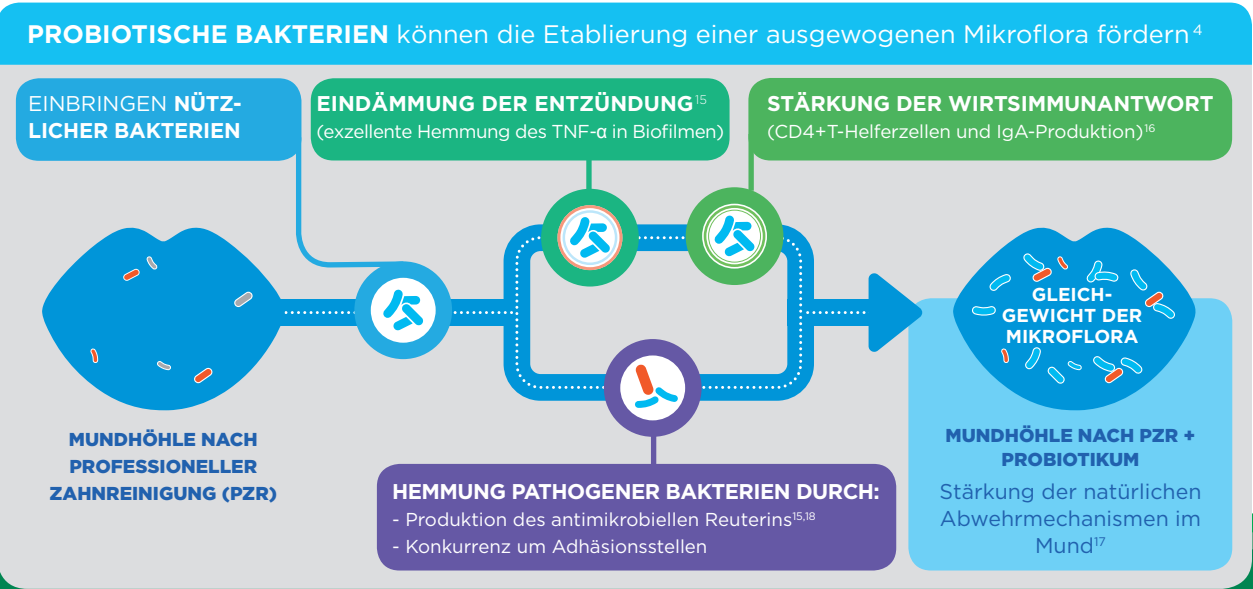 PROBIOTISCHE BAKTERIEN können die Etablierung einer ausgewogenen Mikroflora fördern⁴
EINBRINGEN NÜTZ-
LICHER BAKTERIEN
EINDÄMMUNG DER ENTZÜNDUNG¹⁵
(exzellente Hemmung des TNF-α in Biofilmen)
STÄRKUNG DER WIRTSIMMUNANTWORT
(CD4+T-Helferzellen und IgA-Produktion)¹⁶
GLEICH-
GEWICHT DER
MIKROFLORA
MUNDHÖHLE NACH
PROFESSIONELLER
ZAHNREINIGUNG (PZR)
HEMMUNG PATHOGENER BAKTERIEN DURCH:
- Produktion des antimikrobiellen Reuterins¹⁵,¹⁸
- Konkurrenz um Adhäsionsstellen
MUNDHÖHLE NACH PZR +
PROBIOTIKUM
Stärkung der natürlichen
Abwehrmechanismen im
Mund¹⁷